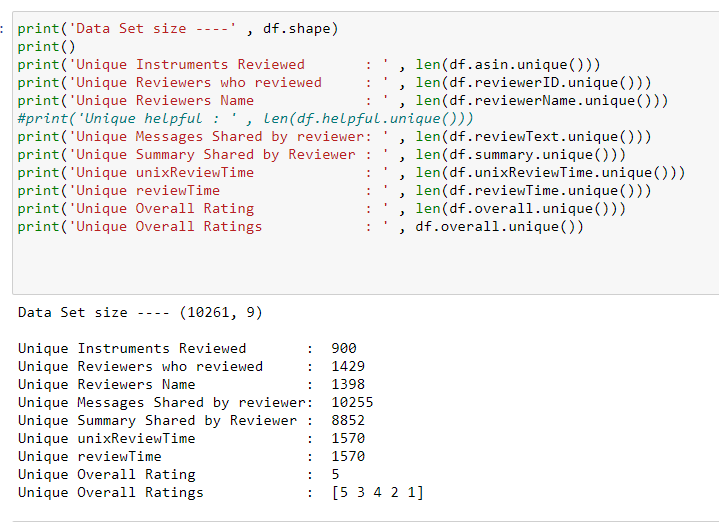 : print('Data Set size ----' , df.shape)
print()
print('Unique Instruments Reviewed       : ' , len(df.asin.unique()))
print('Unique Reviewers who reviewed     : ' , len(df.reviewerID.unique()))
print('Unique Reviewers Name             : ' , len(df.reviewerName.unique()))
#print('Unique helpful : ' , len(df.helpful.unique()))
print('Unique Messages Shared by reviewer: ' , len(df.reviewText.unique()))
print('Unique Summary Shared by Reviewer : ' , len(df.summary.unique()))
print('Unique unixReviewTime             : ' , len(df.unixReviewTime.unique()))
print('Unique reviewTime                 : ' , len(df.reviewTime.unique()))
print('Unique Overall Rating             : ' , len(df.overall.unique()))
print('Unique Overall Ratings            : ' , df.overall.unique())
Data Set size ---- (10261, 9)
Unique Instruments Reviewed       :  900
Unique Reviewers who reviewed     :  1429
Unique Reviewers Name             :  1398
Unique Messages Shared by reviewer:  10255
Unique Summary Shared by Reviewer :  8852
Unique unixReviewTime             :  1570
Unique reviewTime                 :  1570
Unique Overall Rating             :  5
Unique Overall Ratings            :  [5 3 4 2 1]